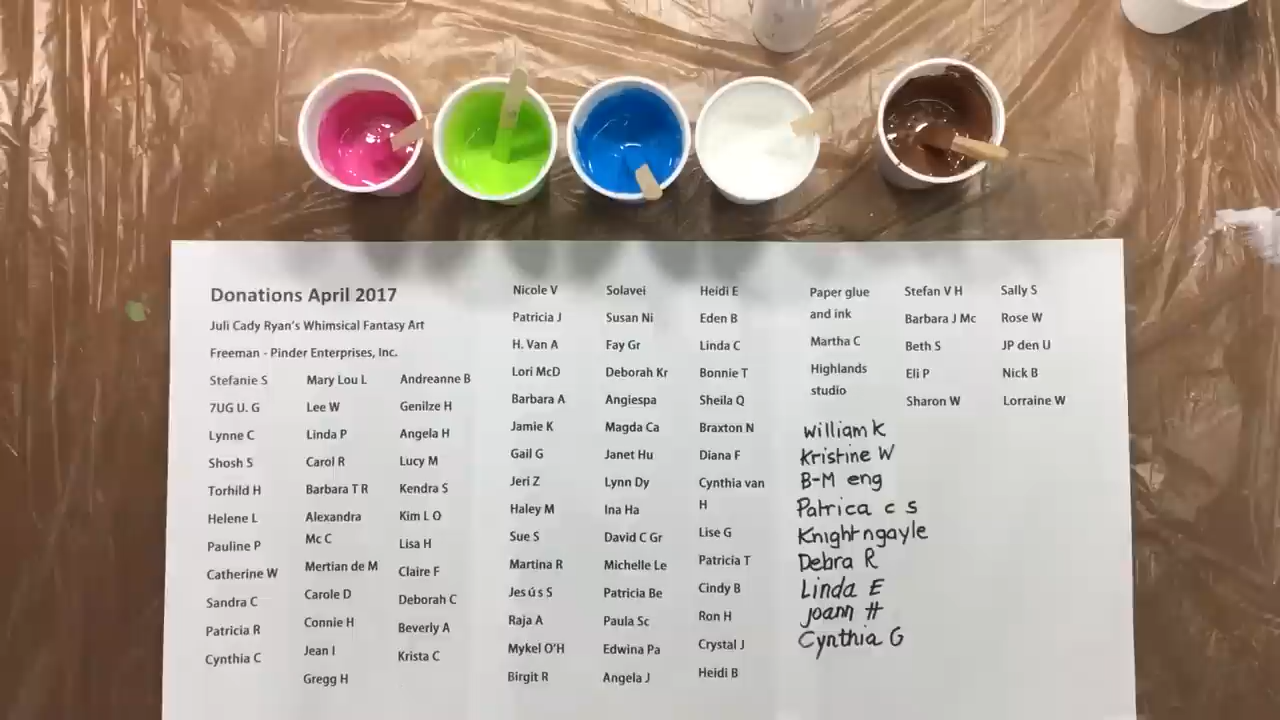 Donations April 2017
Juli Cady Ryan's Whimsical Fantasy Art
Freeman - Pinder Enterprises, Inc.
Stefanie S
7UG U. G
Lynne C
Shosh S
Torhild H
Helene L
Pauline P
Catherine W
Sandra C
Patricia R
Cynthia C
Mary Lou L
Lee W
Linda P
Carol R
Barbara T R
Alexandra
Mc C
Mertian de M
Carole D
Connie H
Jean I
Gregg H
Andreanne B
Genilze H
Angela H
Lucy M
Kendra S
Kim L O
Lisa H
Claire F
Deborah C
Beverly A
Krista C
Nicole V
Patricia J
H. Van A
Lori McD
Barbara A
Jamie K
Gail G
Jeri Z
Haley M
Sue S
Martina R
Jesús S
Raja A
Mykel O'H
Birgit R
Solavei
Susan Ni
Fay Gr
Deborah Kr
Angiespa
Magda Ca
Janet Hu
Lynn Dy
Ina Ha
David C Gr
Michelle Le
Patricia Be
Paula Sc
Edwina Pa
Angela J
Heidi E
Eden B
Linda C
Bonnie T
Sheila Q
Braxton N
Diana F
Cynthia van
H
Lise G
Patricia T
Cindy B
Ron H
Crystal J
Heidi B
Paper glue
and ink
Martha C
Highlands
studio
Stefan V H
Barbara J Mc
Beth S
Eli P
Sharon W
Sally S
Rose W
JP den U
Nick B
Lorraine W
William K
Kristine W
B-M eng
Patrica c s
Knightngayle
Debra R
Linda E
Joann H
Cynthia G